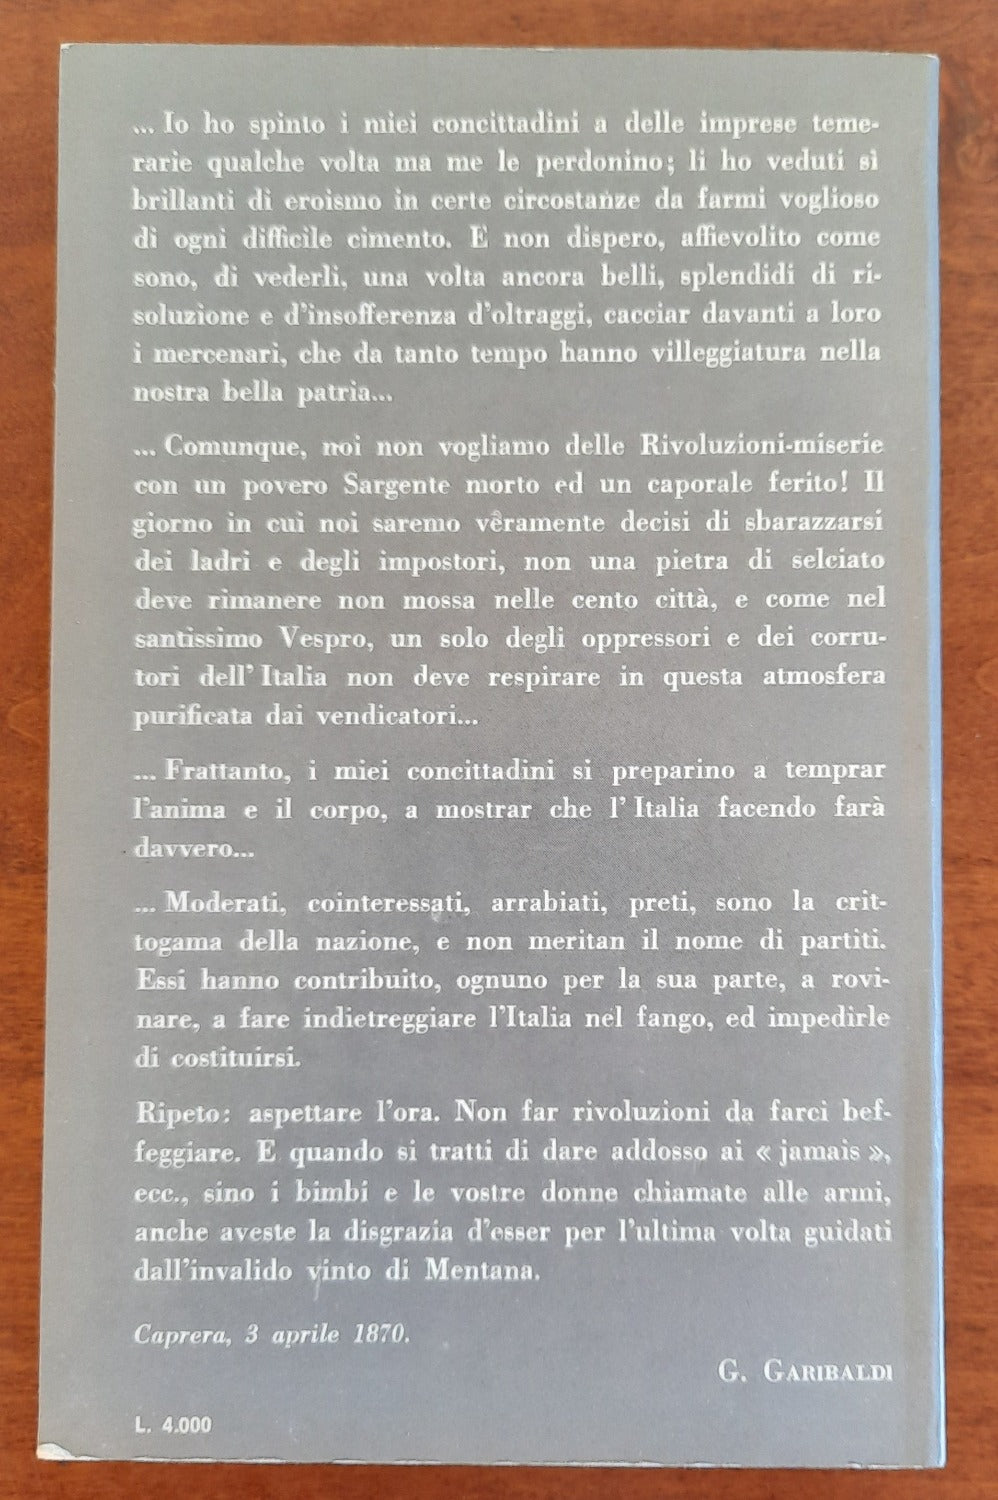 ... Io ho spinto i miei concittadini a delle imprese teme-
rarie qualche volta ma me le perdonino; li ho veduti sì
brillanti di eroismo in certe circostanze da farmi voglioso
di ogni difficile cimento. E non dispero, affievolito come
sono, di vederli, una volta ancora belli, splendidi di ri-
soluzione e d'insofferenza d'oltraggi, cacciar davanti a loro
i mercenari, che da tanto tempo hanno villeggiatura nella
nostra bella patria...
... Comunque, noi non vogliamo delle Rivoluzioni-miserie
con un povero Sargente morto ed un caporale ferito! Il
giorno in cui noi saremo veramente decisi di sbarazzarsi
dei ladri e degli impostori, non una pietra di selciato
deve rimanere non mossa nelle cento città, e come nel
santissimo Vespro, un solo degli oppressori e dei corru-
tori dell'Italia non deve respirare in questa atmosfera
purificata dai vendicatori...
... Frattanto, i miei concittadini si preparino a temprar
l'anima e il corpo, a mostrar che l'Italia facendo farà
davvero...
... Moderati, cointeressati, arrabiati, preti, sono la crit-
togama della nazione, e non meritan il nome di partiti.
Essi hanno contribuito, ognuno per la sua parte, a rovi-
nare, a fare indietreggiare l'Italia nel fango, ed impedirle
di costituirsi.
Ripeto: aspettare l'ora. Non far rivoluzioni da farci bef-
feggiare. E quando si tratti di dare addosso ai « jamais »,
ecc., sino i bimbi e le vostre donne chiamate alle armi,
anche aveste la disgrazia d'esser per l'ultima volta guidati
dall'invalido vinto di Mentana.
Caprera, 3 aprile 1870.
G. GARIBALDI
L. 4.000